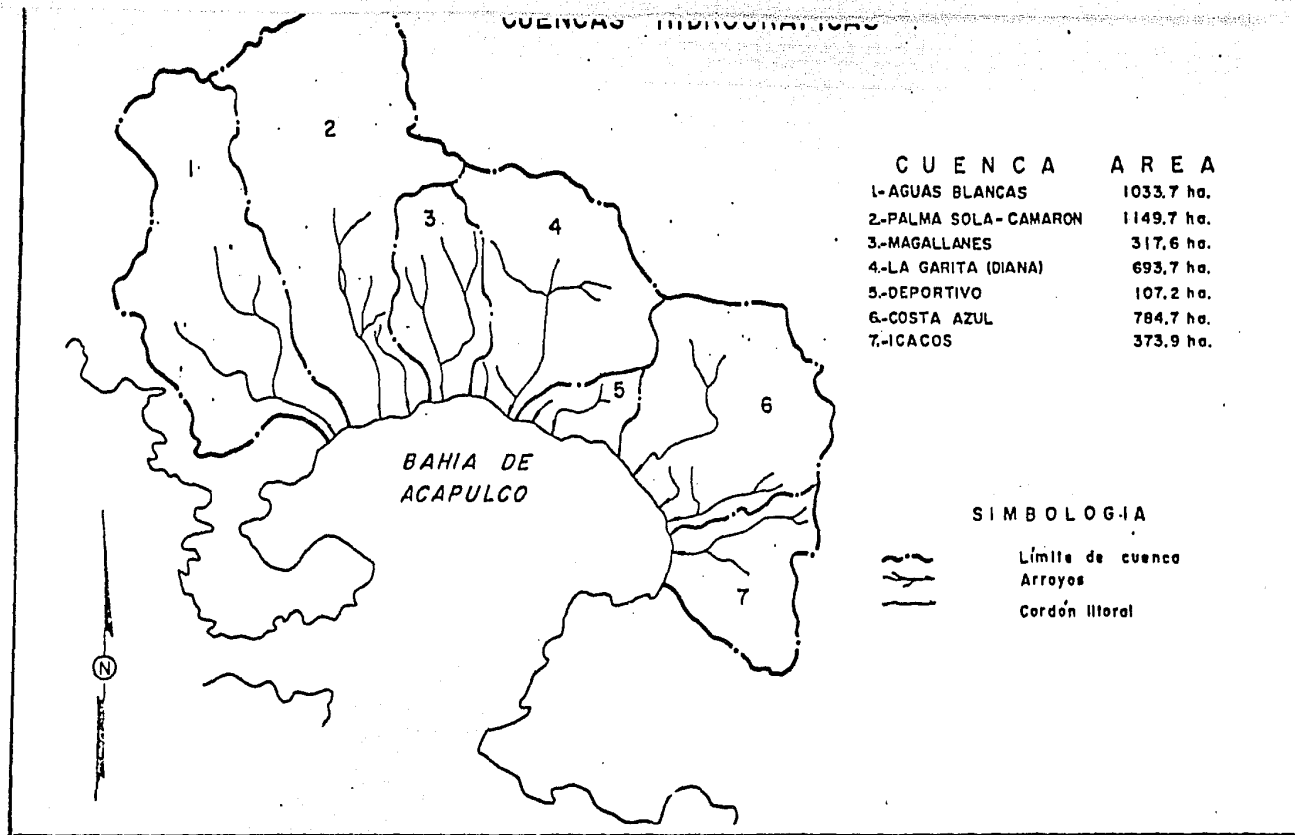 CUENCAS HIDROGRAFICAS
1
2
3
4
5
6
7
BAHIA DE
ACAPULCO
N
CUENCA AREA
1-AGUAS BLANCAS 1033.7 ha.
2.-PALMA SOLA-CAMARON 1149.7 ha.
3.-MAGALLANES 317.6 ha.
4.-LA GARITA (DIANA) 693.7 ha.
5.-DEPORTIVO 107.2 ha.
6.-COSTA AZUL 784.7 ha.
7.-ICACOS 373.9 ha.
SIMBOLOGIA
Límite de cuenca
Arroyos
Cordón litoral